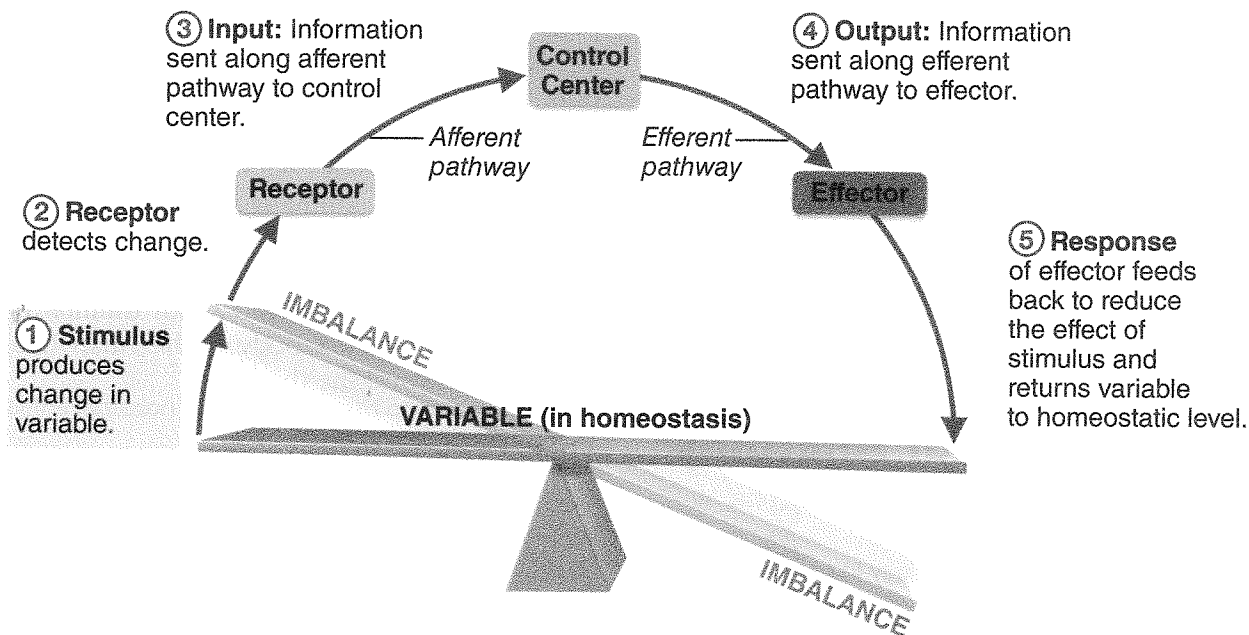 ③ Input: Information
sent along afferent
pathway to control
center.
Control
Center
④ Output: Information
sent along efferent
pathway to effector.
Afferent
pathway
Efferent
pathway
Receptor
Effector
② Receptor
detects change.
① Stimulus
produces
change in
variable.
IMBALANCE
⑤ Response
of effector feeds
back to reduce
the effect of
stimulus and
returns variable
to homeostatic level.
VARIABLE (in homeostasis)
IMBALANCE